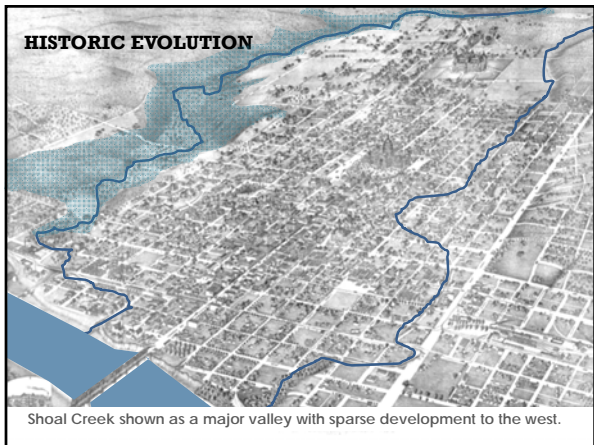 HISTORIC EVOLUTION
Shoal Creek shown as a major valley with sparse development to the west.